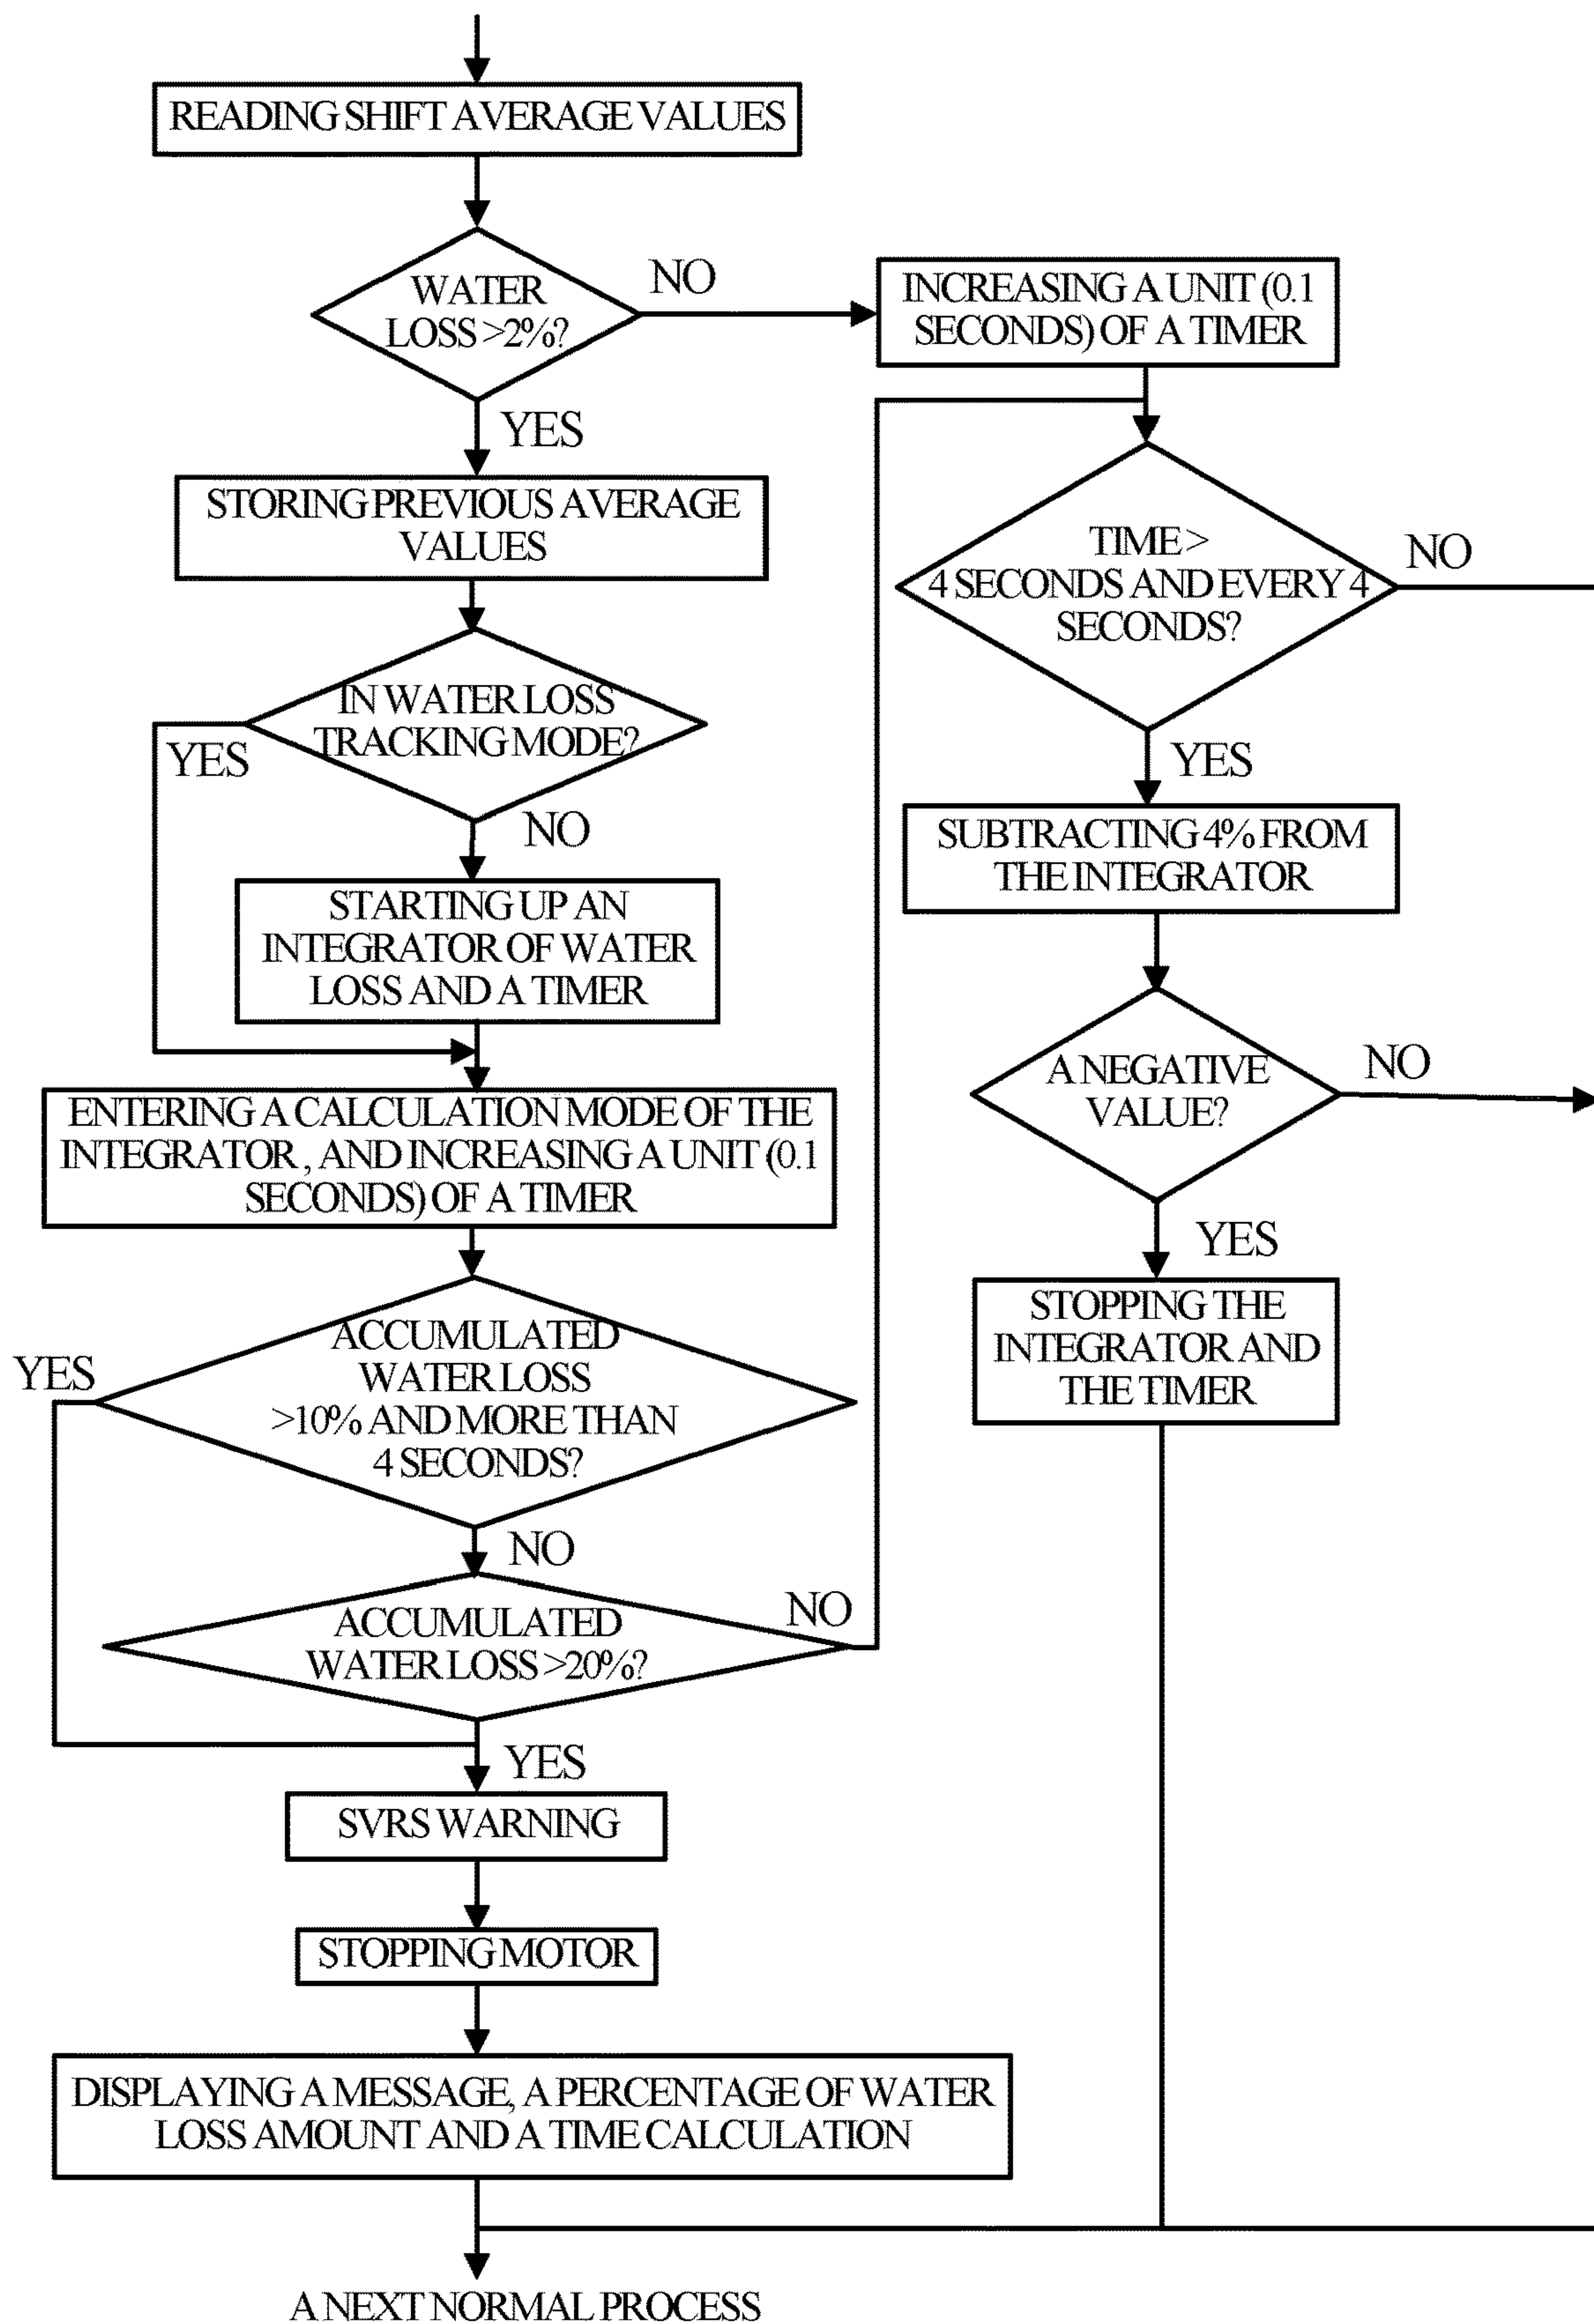 READING SHIFT AVERAGE VALUES
WATER
LOSS >2%?
NO
YES
INCREASING A UNIT (0.1
SECONDS) OF A TIMER
STORING PREVIOUS AVERAGE
VALUES
TIME >
4 SECONDS AND EVERY 4
SECONDS?
NO
YES
IN WATER LOSS
TRACKING MODE?
YES
NO
SUBTRACTING 4% FROM
THE INTEGRATOR
STARTING UP AN
INTEGRATOR OF WATER
LOSS AND A TIMER
A NEGATIVE
VALUE?
NO
YES
ENTERING A CALCULATION MODE OF THE
INTEGRATOR , AND INCREASING A UNIT (0.1
SECONDS) OF A TIMER
STOPPING THE
INTEGRATOR AND
THE TIMER
ACCUMULATED
WATER LOSS
>10% AND MORE THAN
4 SECONDS?
YES
NO
ACCUMULATED
WATER LOSS >20%?
NO
YES
SVRS WARNING
STOPPING MOTOR
DISPLAYING A MESSAGE, A PERCENTAGE OF WATER
LOSS AMOUNT AND A TIME CALCULATION
A NEXT NORMAL PROCESS